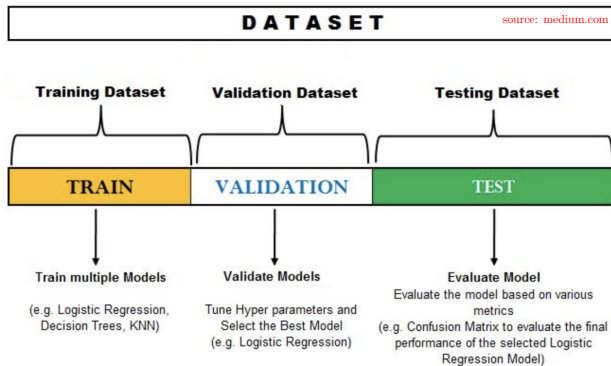 DATASET
source: medium.com
Training Dataset
Validation Dataset
Testing Dataset
TRAIN
VALIDATION
TEST
Train multiple Models
(e.g. Logistic Regression,
Decision Trees, KNN)
Validate Models
Tune Hyper parameters and
Select the Best Model
(e.g. Logistic Regression)
Evaluate Model
Evaluate the model based on various
metrics
(e.g. Confusion Matrix to evaluate the final
performance of the selected Logistic
Regression Model)